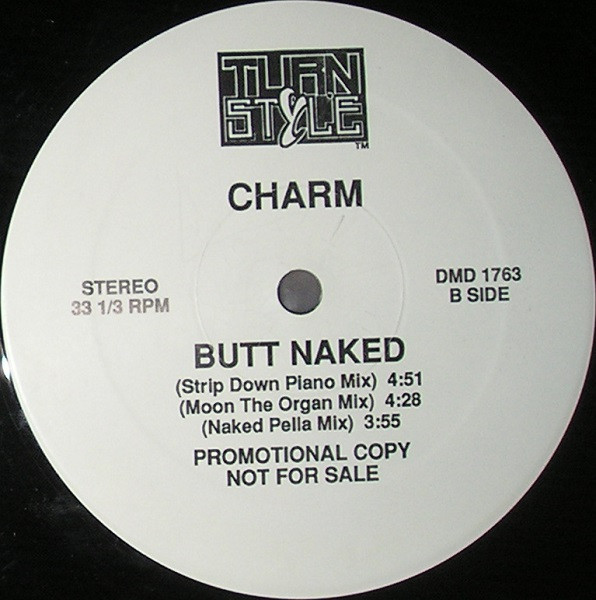 TURN
STYLE
TM
CHARM
STEREO
33 1/3 RPM
DMD 1763
B SIDE
BUTT NAKED
(Strip Down Piano Mix) 4:51
(Moon The Organ Mix) 4:28
(Naked Pella Mix) 3:55
PROMOTIONAL COPY
NOT FOR SALE